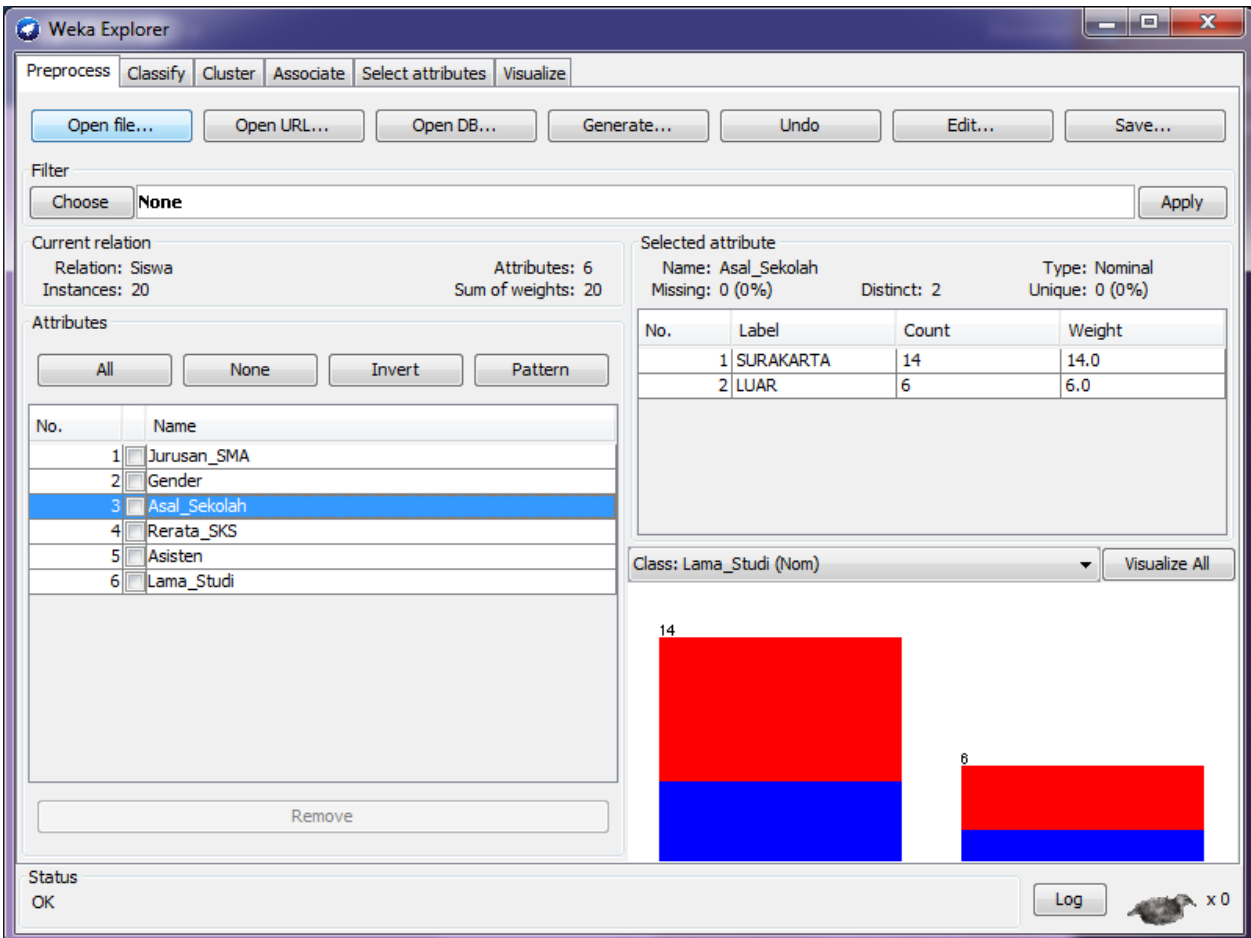 Weka Explorer
Preprocess Classify Cluster Associate Select attributes Visualize
Open file... Open URL... Open DB... Generate... Undo Edit... Save...
Filter
Choose None Apply
Current relation
Relation: Siswa Attributes: 6
Instances: 20 Sum of weights: 20
Attributes
All None Invert Pattern
No. Name
1 Jurusan_SMA
2 Gender
3 Asal_Sekolah
4 Rerata_SKS
5 Asisten
6 Lama_Studi
Remove
Selected attribute
Name: Asal_Sekolah Type: Nominal
Missing: 0 (0%) Distinct: 2 Unique: 0 (0%)
No. Label Count Weight
1 SURAKARTA 14 14.0
2 LUAR 6 6.0
Class: Lama_Studi (Nom) Visualize All
14
6
Status
OK
Log x 0